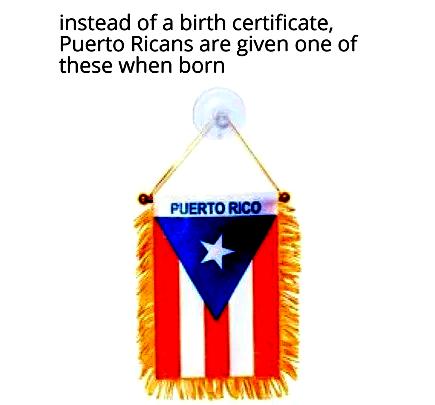 instead of a birth certificate,
Puerto Ricans are given one of
these when born
PUERTO RICO